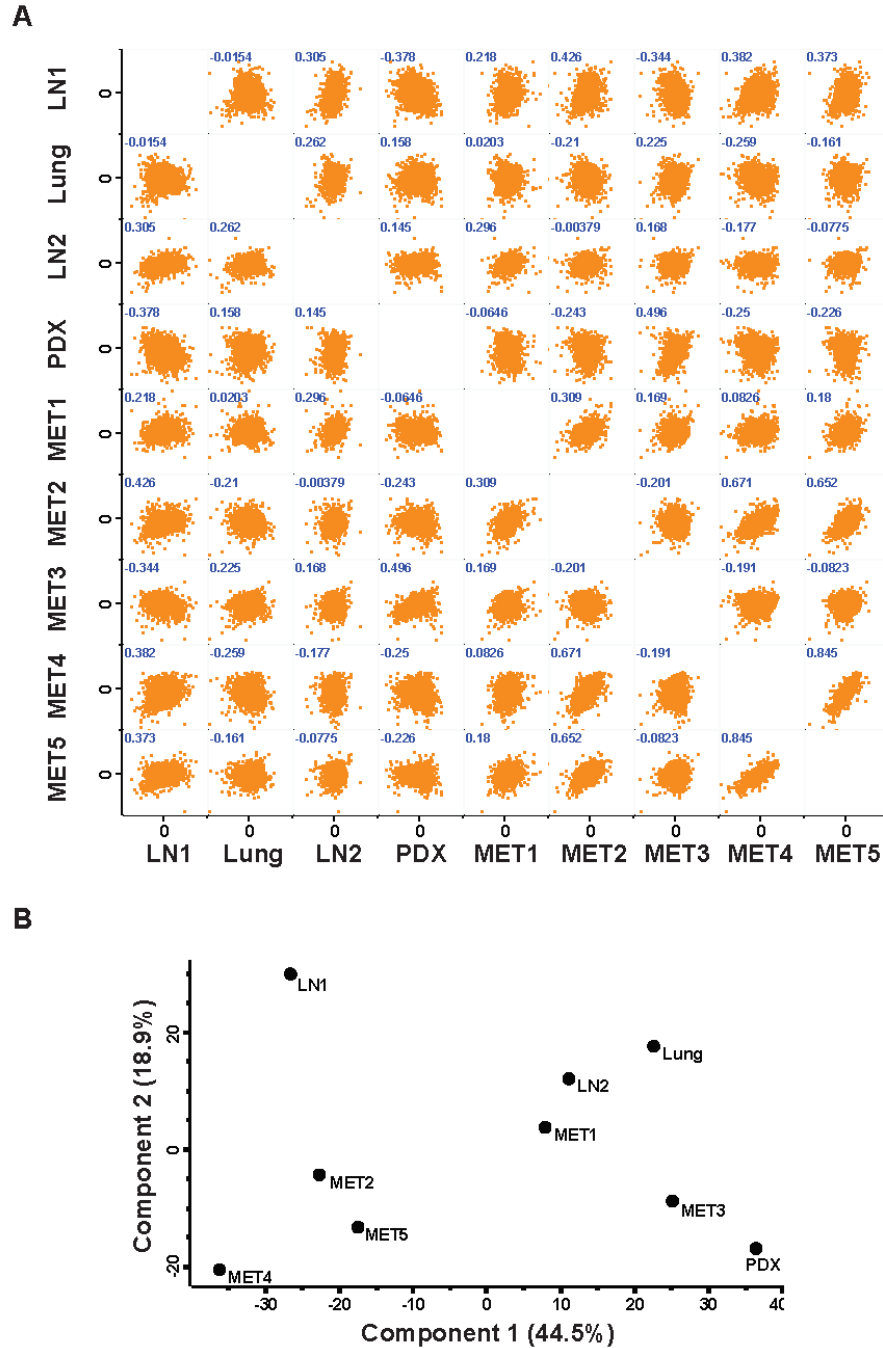 A
LN1 0 -0.0154 0.305 -0.378 0.218 0.426 -0.344 0.382 0.373
Lung 0 -0.0154 0.262 0.158 0.0203 -0.21 0.225 -0.259 -0.161
LN2 0 0.305 0.262 0.145 0.296 -0.00379 0.168 -0.177 -0.0775
PDX 0 -0.378 0.158 0.145 -0.0646 -0.243 0.496 -0.25 -0.226
MET1 0 0.218 0.0203 0.296 -0.0646 0.309 0.169 0.0826 0.18
MET2 0 0.426 -0.21 -0.00379 -0.243 0.309 -0.201 0.671 0.652
MET3 0 -0.344 0.225 0.168 0.496 0.169 -0.201 -0.191 -0.0823
MET4 0 0.382 -0.259 -0.177 -0.25 0.0826 0.671 -0.191 0.845
MET5 0 0.373 -0.161 -0.0775 -0.226 0.18 0.652 -0.0823 0.845
0 0 0 0 0 0 0 0 0
LN1 Lung LN2 PDX MET1 MET2 MET3 MET4 MET5
B
Component 2 (18.9%)
20
0
-20
LN1
Lung
LN2
MET1
MET2
MET3
MET5
PDX
MET4
-30 -20 -10 0 10 20 30 40
Component 1 (44.5%)